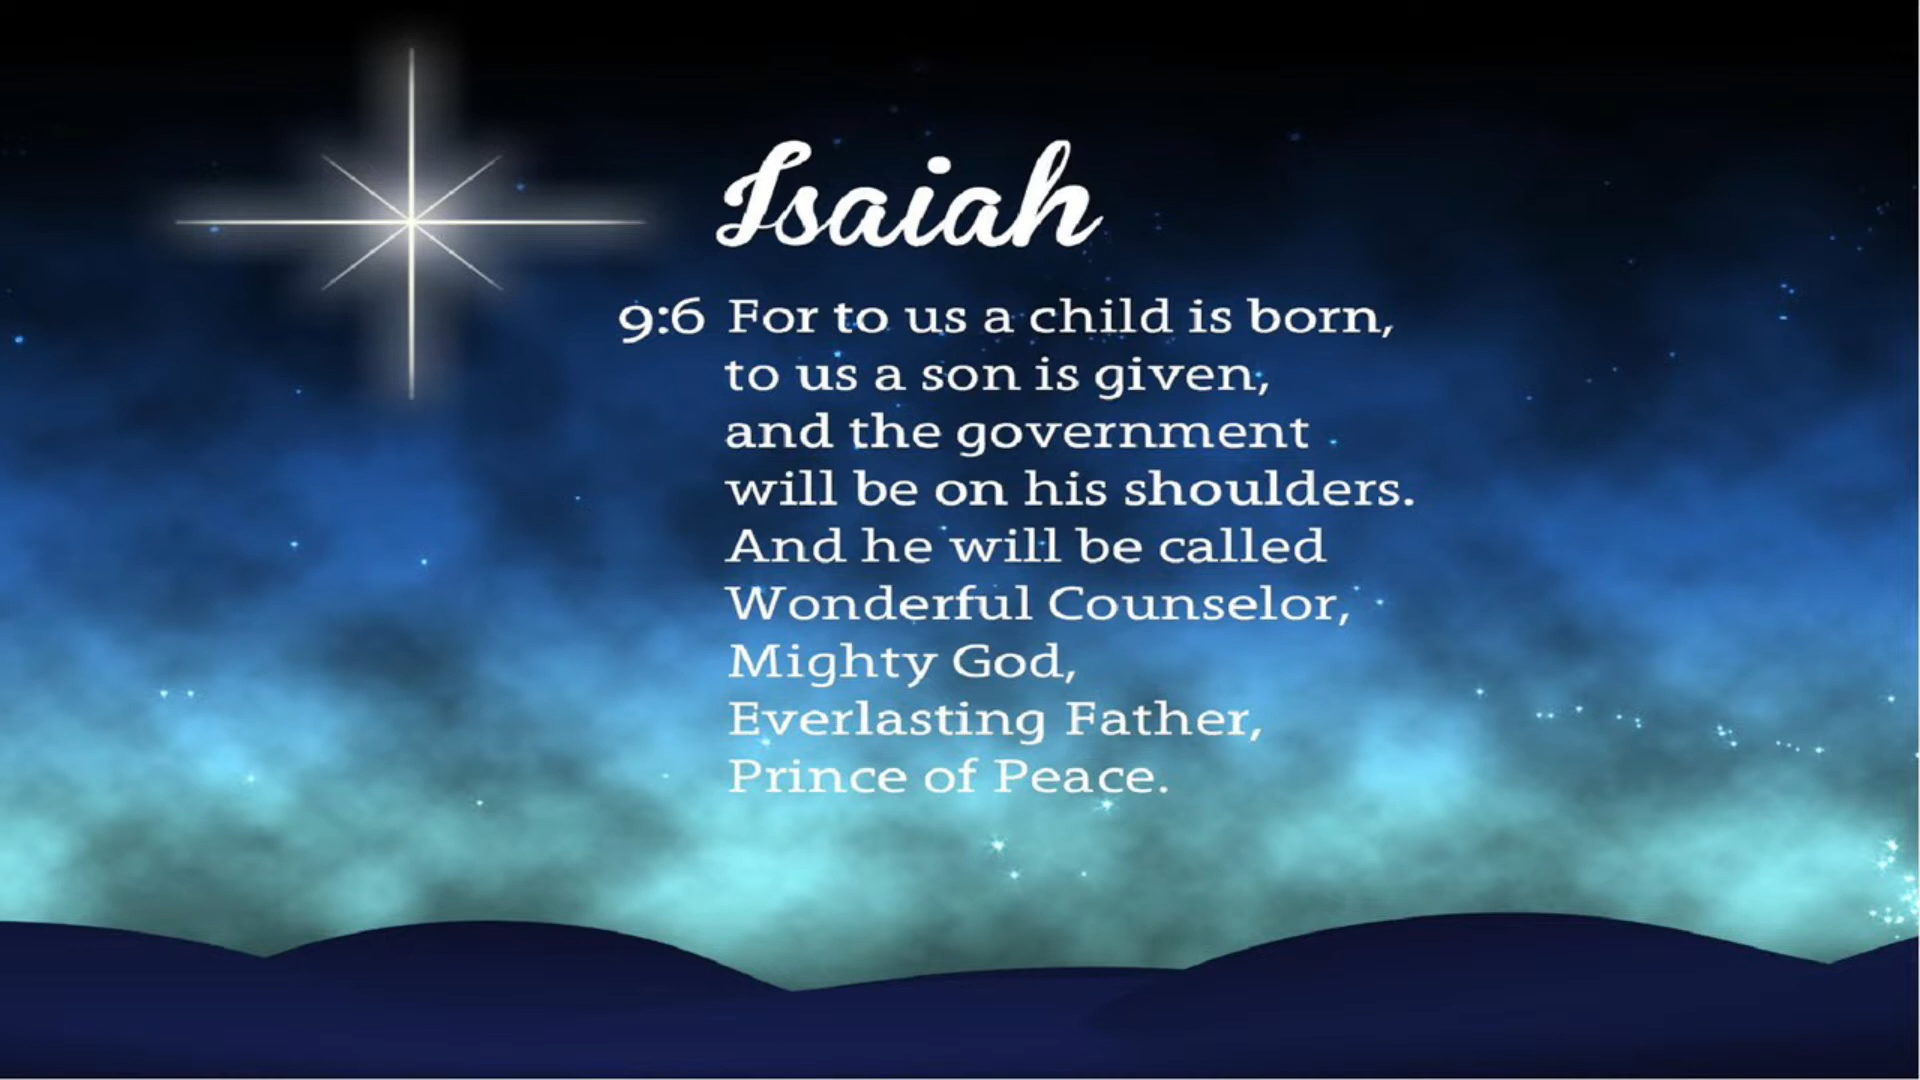 Isaiah
9:6 For to us a child is born,
to us a son is given,
and the government
will be on his shoulders.
And he will be called
Wonderful Counselor,
Mighty God,
Everlasting Father,
Prince of Peace.